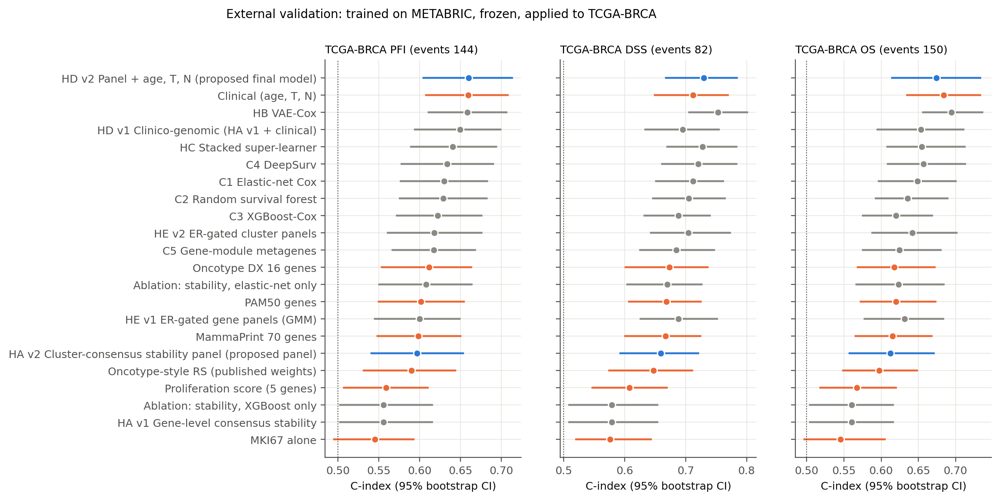 External validation: trained on METABRIC, frozen, applied to TCGA-BRCA
TCGA-BRCA PFI (events 144)
TCGA-BRCA DSS (events 82)
TCGA-BRCA OS (events 150)
HD v2 Panel + age, T, N (proposed final model)
Clinical (age, T, N)
HB VAE-Cox
HD v1 Clinico-genomic (HA v1 + clinical)
HC Stacked super-learner
C4 DeepSurv
C1 Elastic-net Cox
C2 Random survival forest
C3 XGBoost-Cox
HE v2 ER-gated cluster panels
C5 Gene-module metagenes
Oncotype DX 16 genes
Ablation: stability, elastic-net only
PAM50 genes
HE v1 ER-gated gene panels (GMM)
MammaPrint 70 genes
HA v2 Cluster-consensus stability panel (proposed panel)
Oncotype-style RS (published weights)
Proliferation score (5 genes)
Ablation: stability, XGBoost only
HA v1 Gene-level consensus stability
MKI67 alone
0.50 0.55 0.60 0.65 0.70
0.5 0.6 0.7 0.8
0.50 0.55 0.60 0.65 0.70
C-index (95% bootstrap CI)
C-index (95% bootstrap CI)
C-index (95% bootstrap CI)